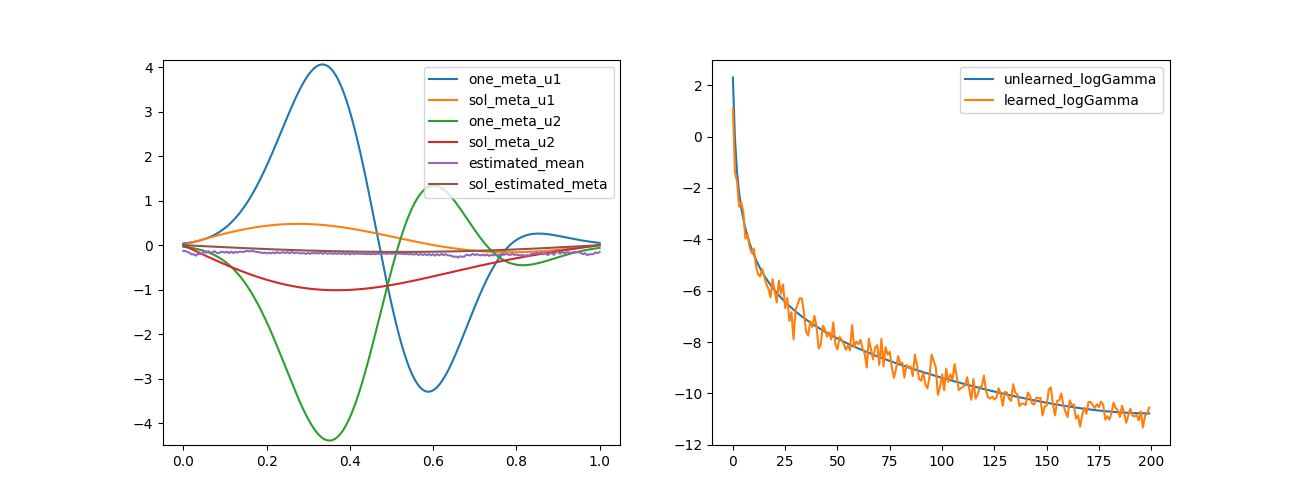 4
3
2
1
0
−1
−2
−3
−4
0.0 0.2 0.4 0.6 0.8 1.0
one_meta_u1
sol_meta_u1
one_meta_u2
sol_meta_u2
estimated_mean
sol_estimated_meta
2
0
−2
−4
−6
−8
−10
−12
0 25 50 75 100 125 150 175 200
unlearned_logGamma
learned_logGamma